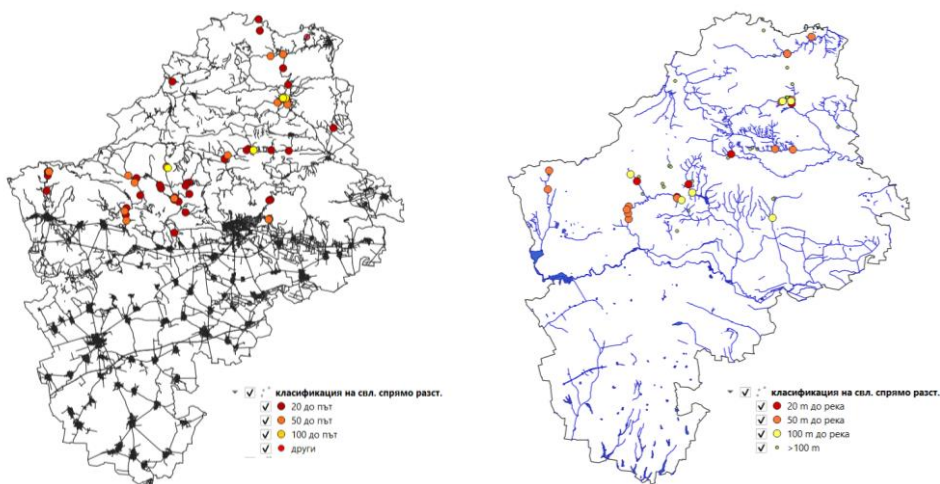 класификация на свл. спрямо разст.
20 до път
50 до път
100 до път
други
класификация на свл. спрямо разст.
20 m до река
50 m до река
100 m до река
>100 m